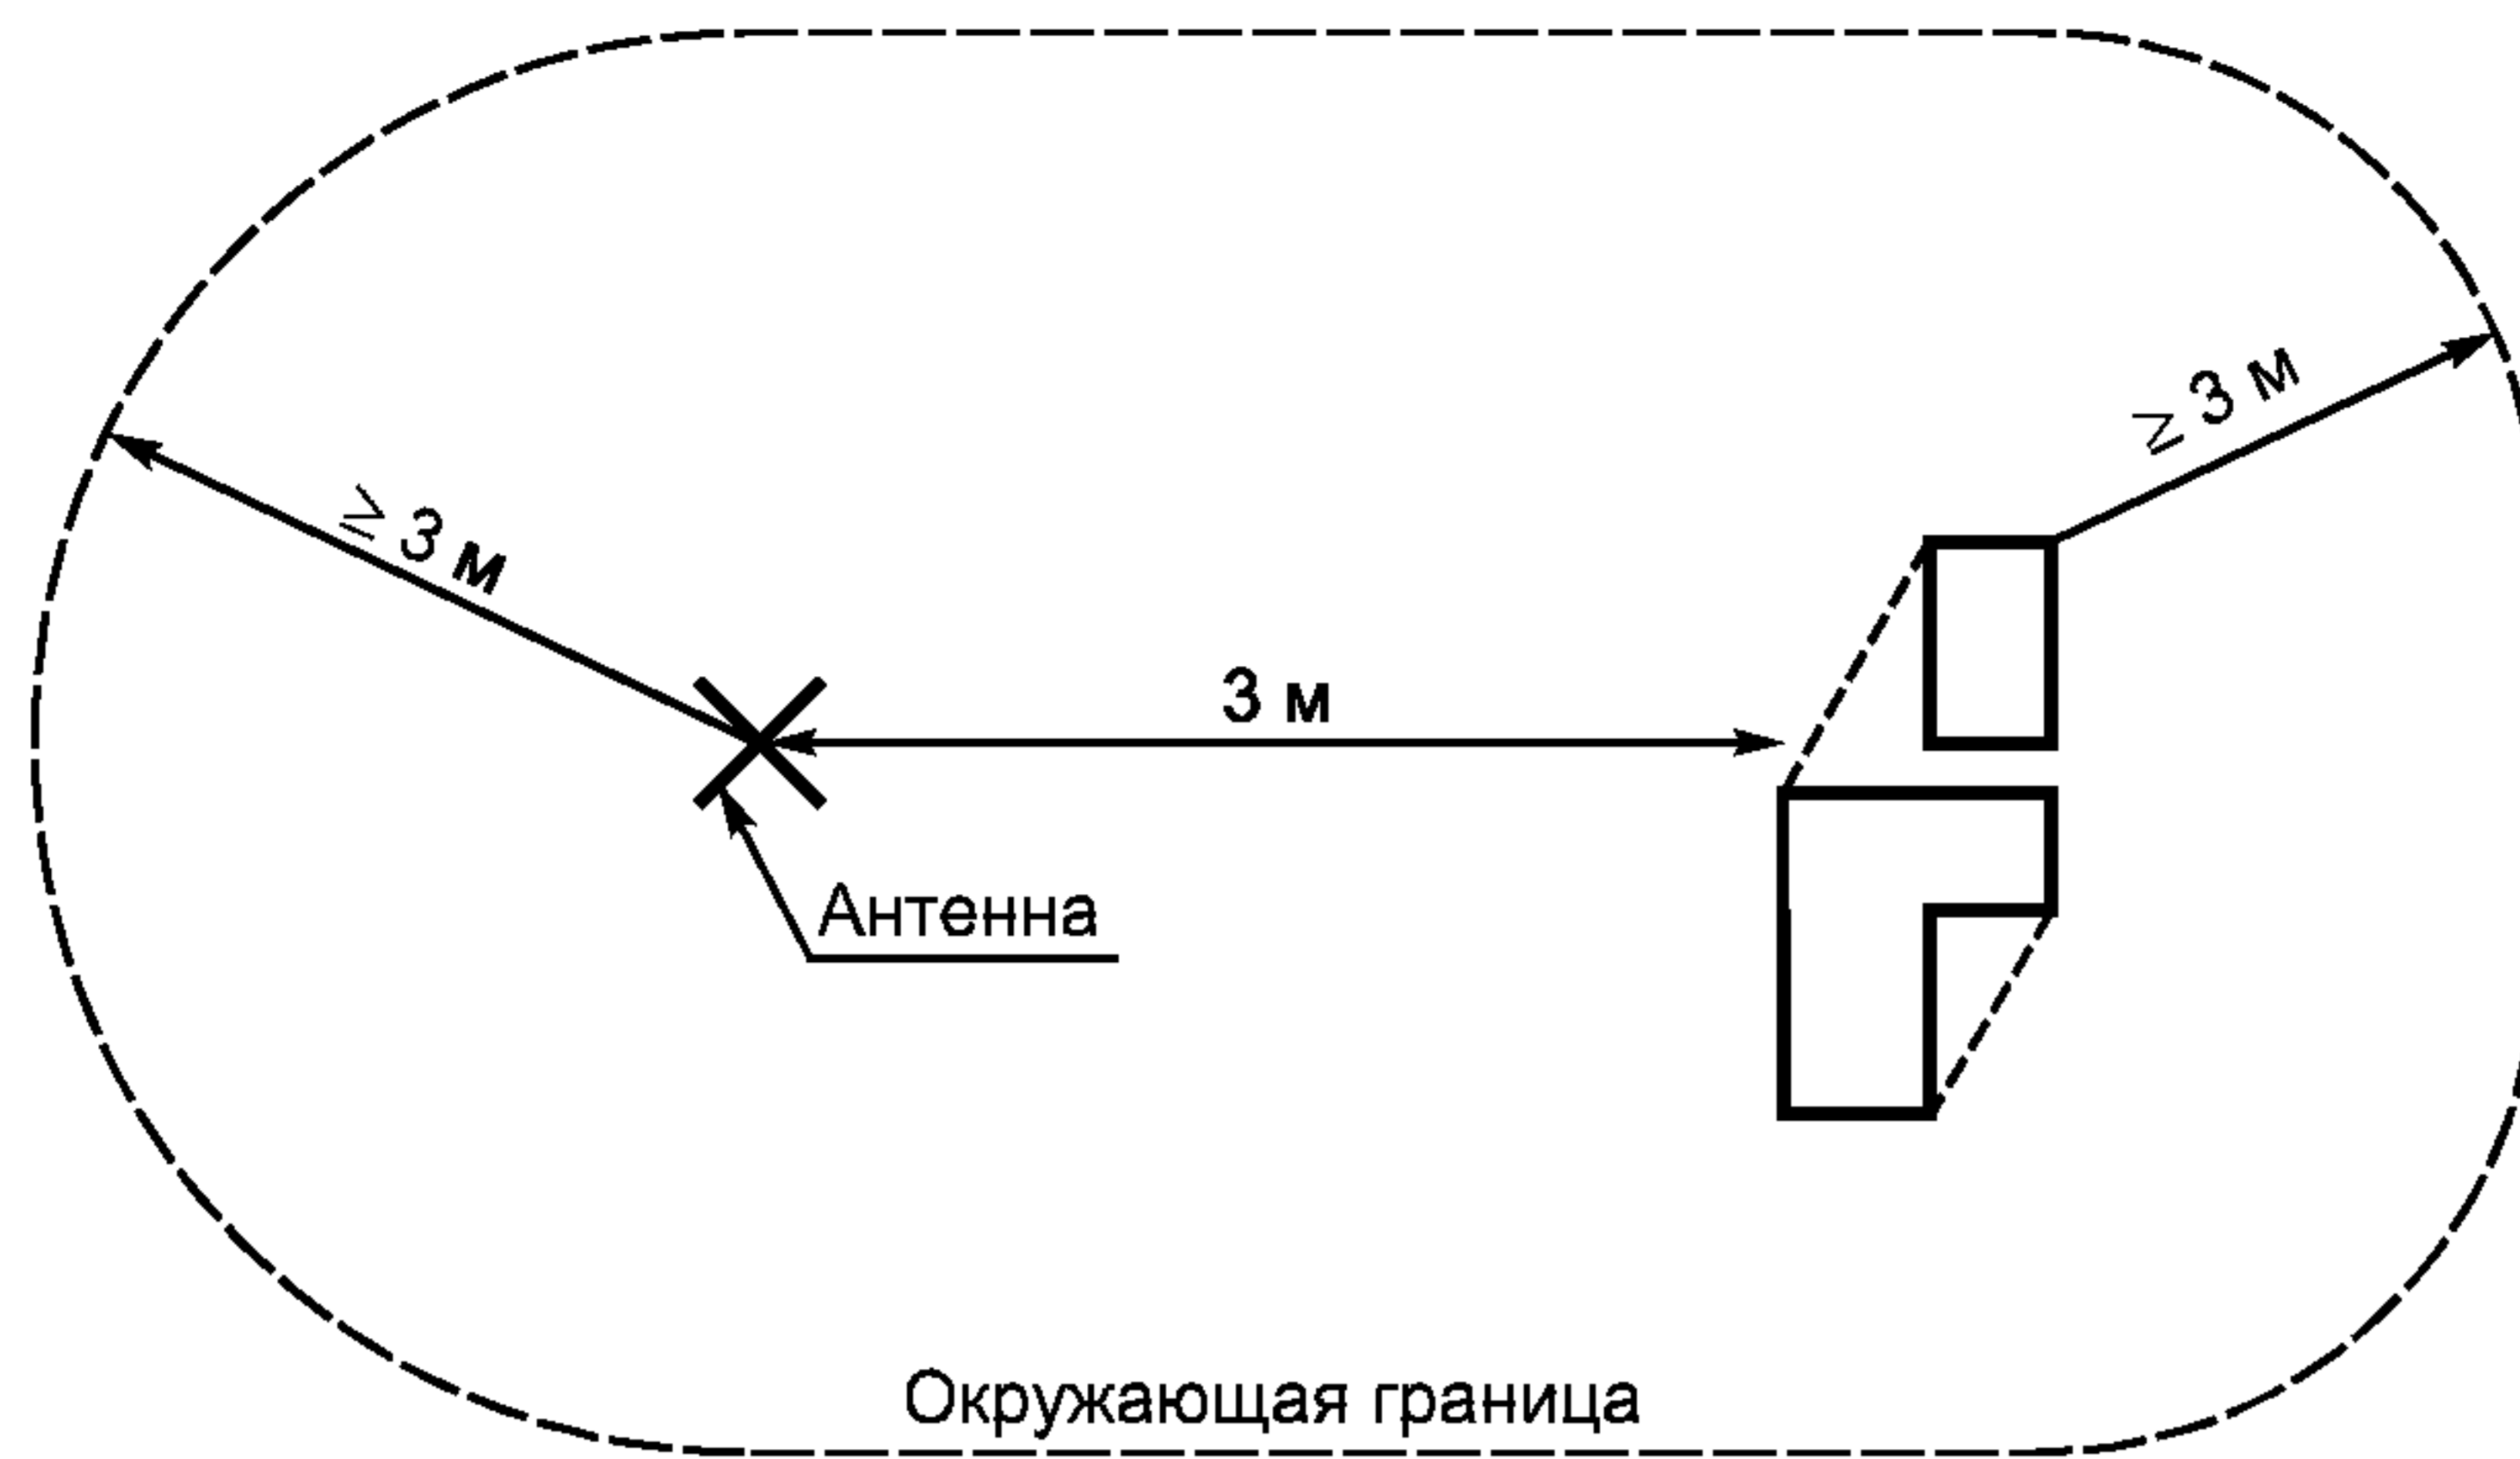 ≥ 3 м
≥ 3 м
3 м
Антенна
Окружающая граница